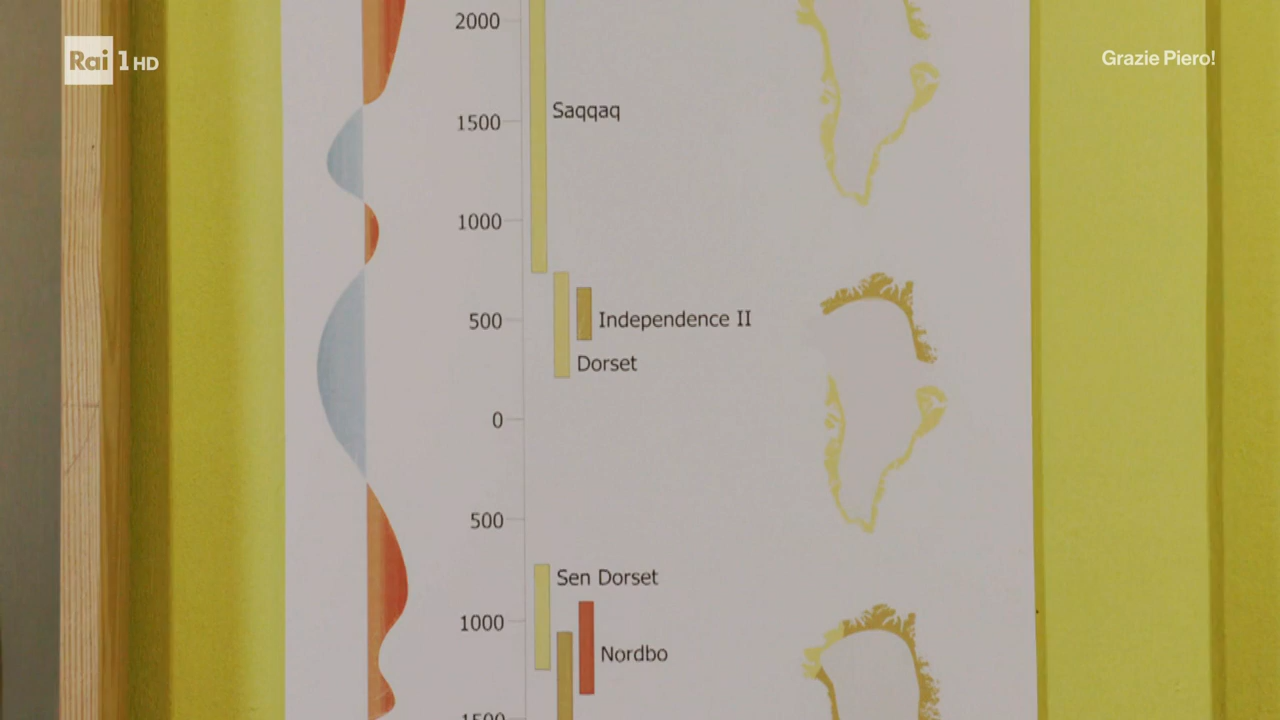 Rai 1 HD
Grazie Piero!
2000
Saqqaq
1500
1000
500
Independence II
Dorset
0
500
Sen Dorset
1000
Nordbo
1500